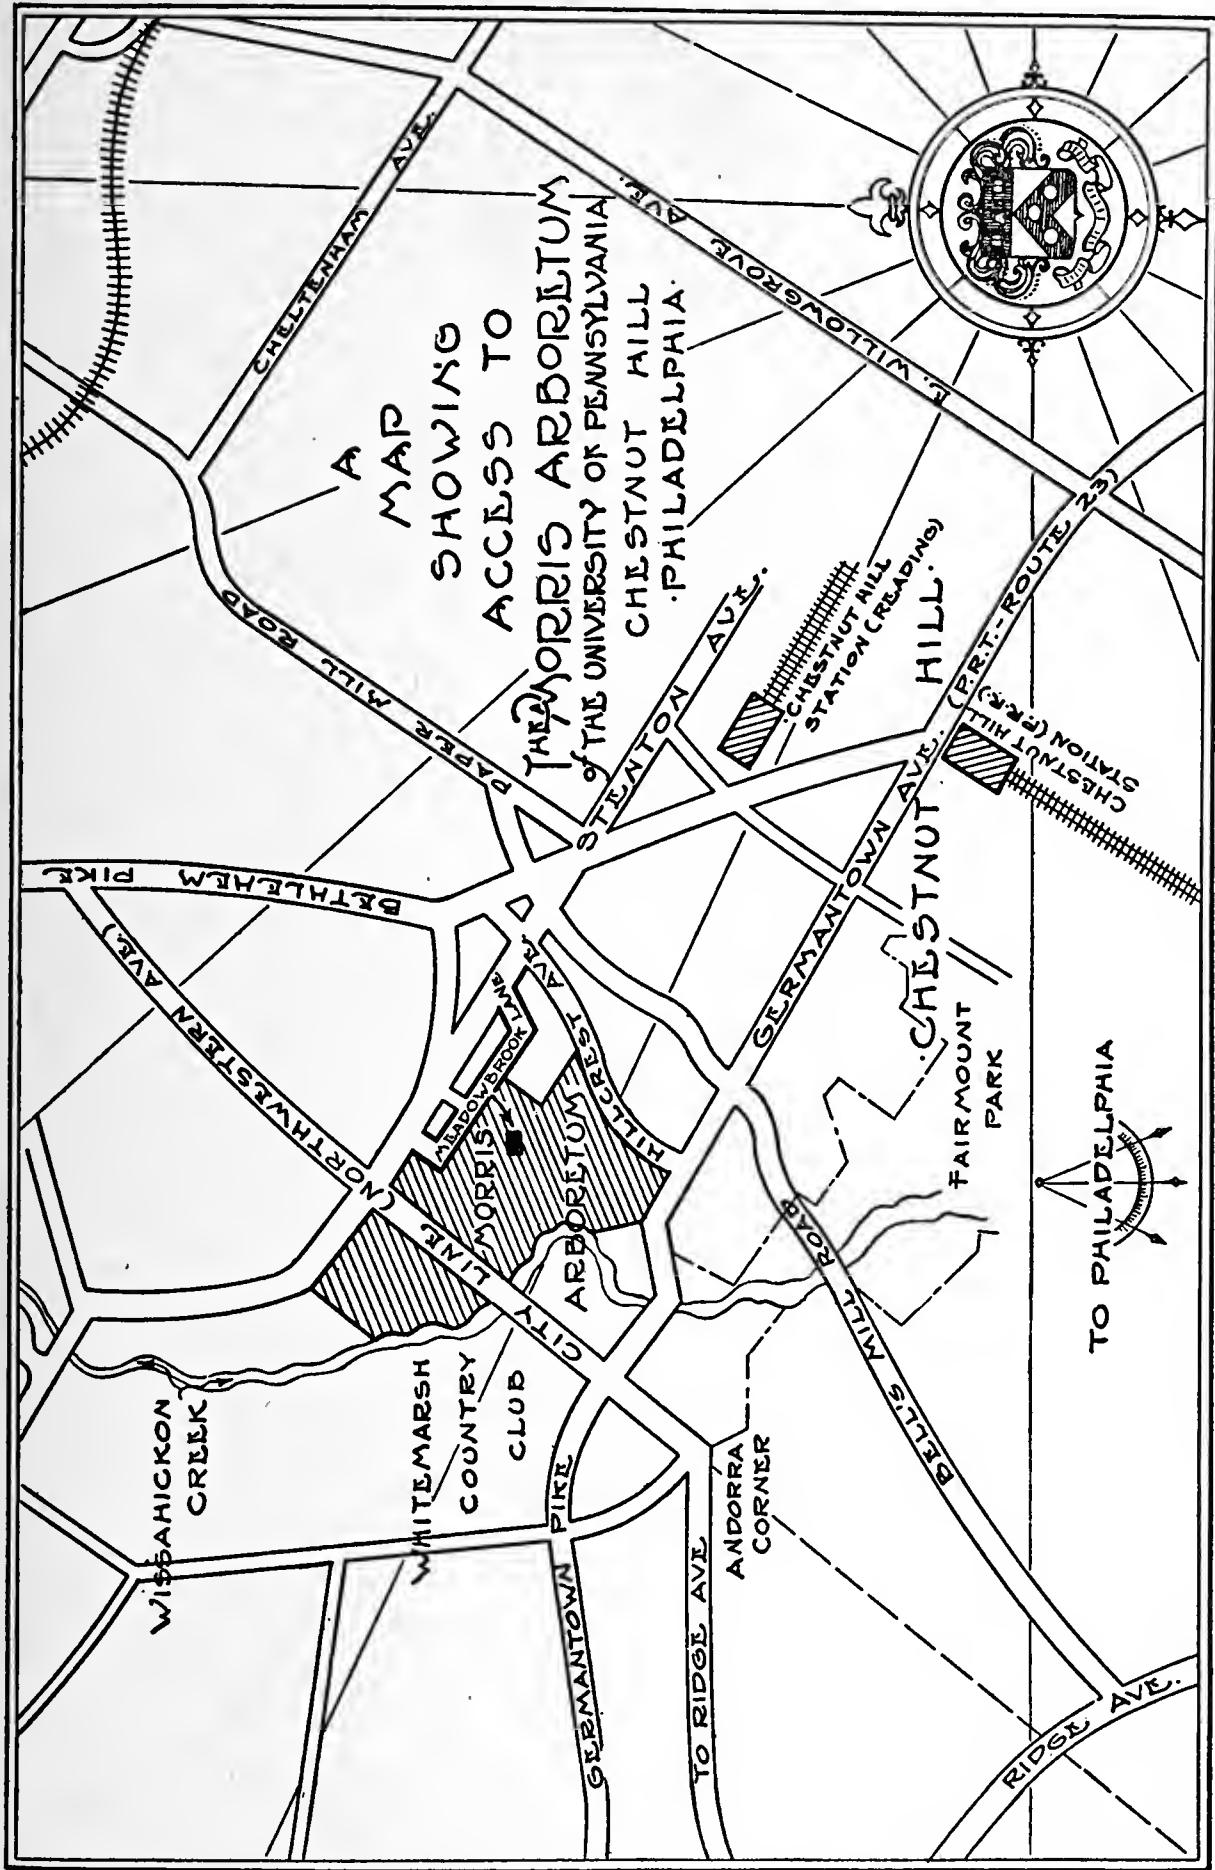 A
MAP
SHOWING
ACCESS TO
THE MORRIS ARBORETUM
of THE UNIVERSITY OF PENNSYLVANIA
CHESTNUT HILL
·PHILADELPHIA·
WISSAHICKON
CREEK
WHITEMARSH
COUNTRY
CLUB
GERMANTOWN PIKE
TO RIDGE AVE
ANDORRA
CORNER
RIDGE AVE.
BELL'S MILL ROAD
CITY LINE (NORTHWESTERN AVE.)
MORRIS
ARBORETUM
MEADOWBROOK LANE
HILLCREST AVE
BETHLEHEM PIKE
PAPER MILL ROAD
CHELTENHAM AVE.
STENTON AVE.
E. WILLOWGROVE AVE.
GERMANTOWN AVE. (P.R.T.-ROUTE 23)
·CHESTNUT HILL
STATION (READING)
CHESTNUT HILL
STATION (P.R.R.)
·CHESTNUT HILL·
FAIRMOUNT
PARK
TO PHILADELPHIA